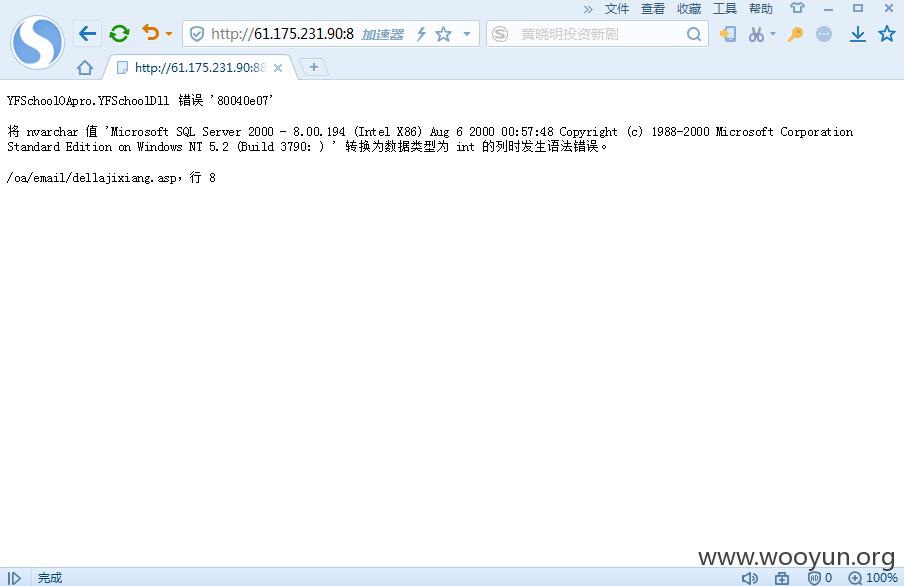 » 文件 查看 收藏 工具 帮助
http://61.175.231.90:8 加速器
黄晓明投资新剧
http://61.175.231.90:88
YFSchoolOApro.YFSchoolDll 错误 '80040e07'
将 nvarchar 值 'Microsoft SQL Server 2000 - 8.00.194 (Intel X86) Aug 6 2000 00:57:48 Copyright (c) 1988-2000 Microsoft Corporation
Standard Edition on Windows NT 5.2 (Build 3790: ) ' 转换为数据类型为 int 的列时发生语法错误。
/oa/email/dellajixiang.asp，行 8
www.wooyun.org
完成
0
100%